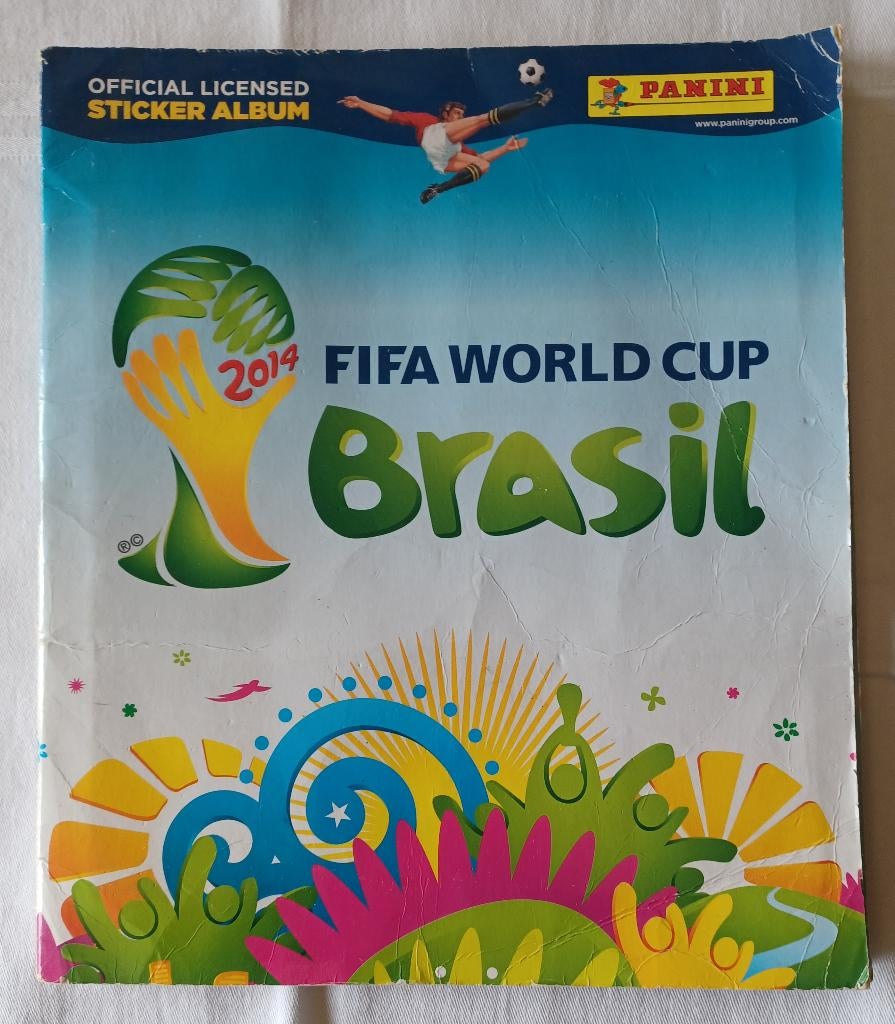 OFFICIAL LICENSED
STICKER ALBUM
PANINI
www.paninigroup.com
2014
FIFA WORLD CUP
Brasil
®©